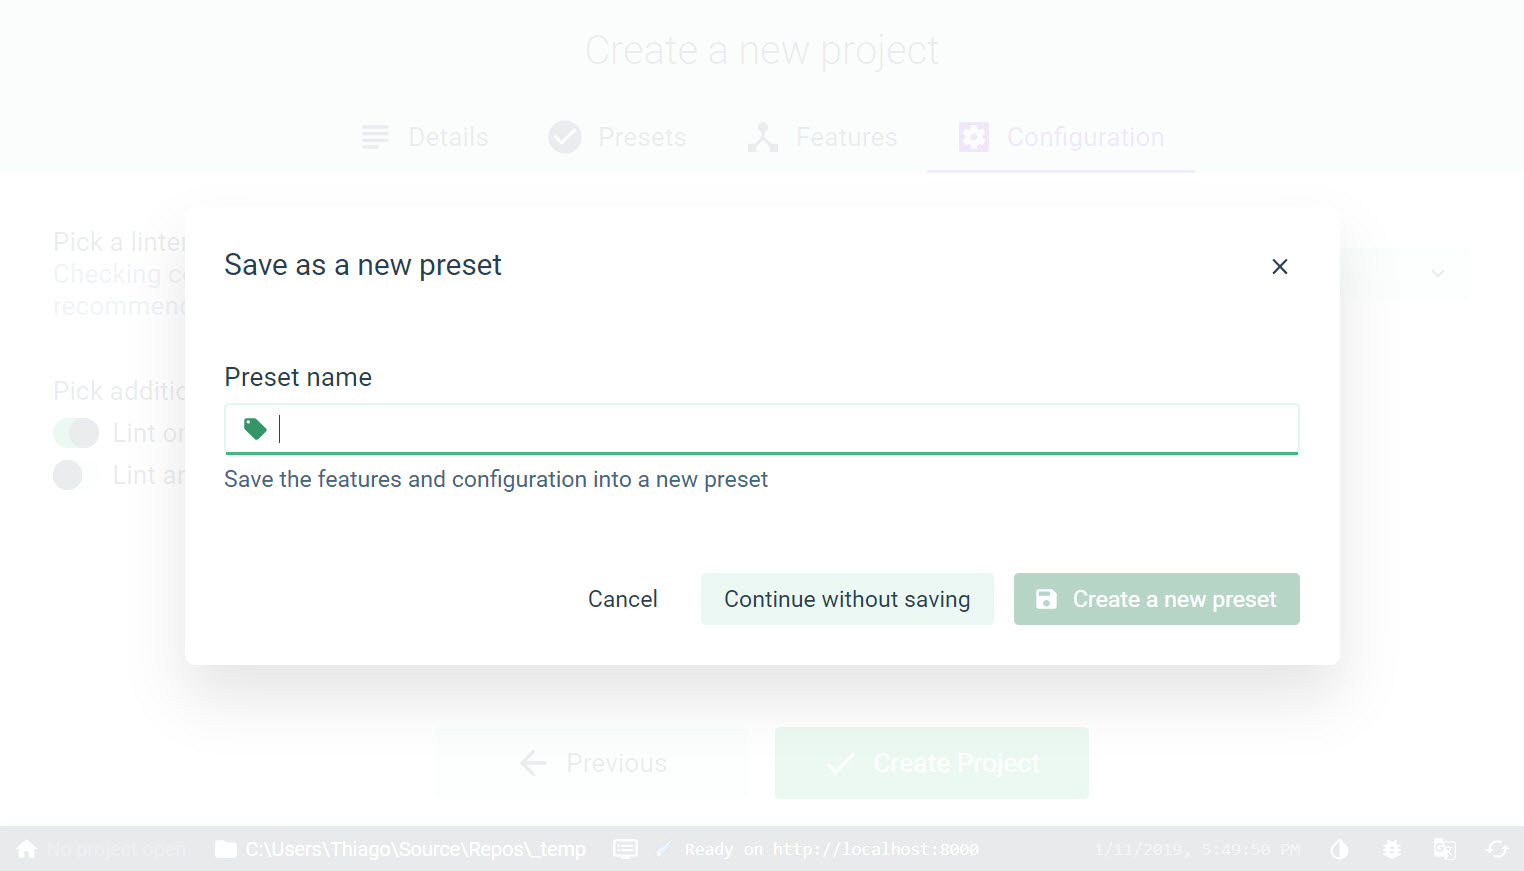 Create a new project
Details
Presets
Features
Configuration
Pick a linter
Checking
recommend
Save as a new preset
Preset name
Save the features and configuration into a new preset
Pick
Lint
Lint
Cancel
Continue without saving
Create a new preset
Previous
Create Project
No project open
C:\Users\Thiago\Source\Repos\_temp
Ready on http://localhost:8000
1/11/2019, 5:49:50 PM